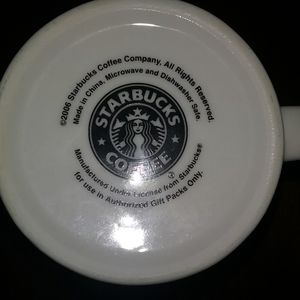 ©2006 Starbucks Coffee Company. All Rights Reserved.
Made in China, Microwave and Dishwasher Safe.
STARBUCKS
COFFEE
Manufactured Under License from Starbucks®
for use in Authorized Gift Packs Only.